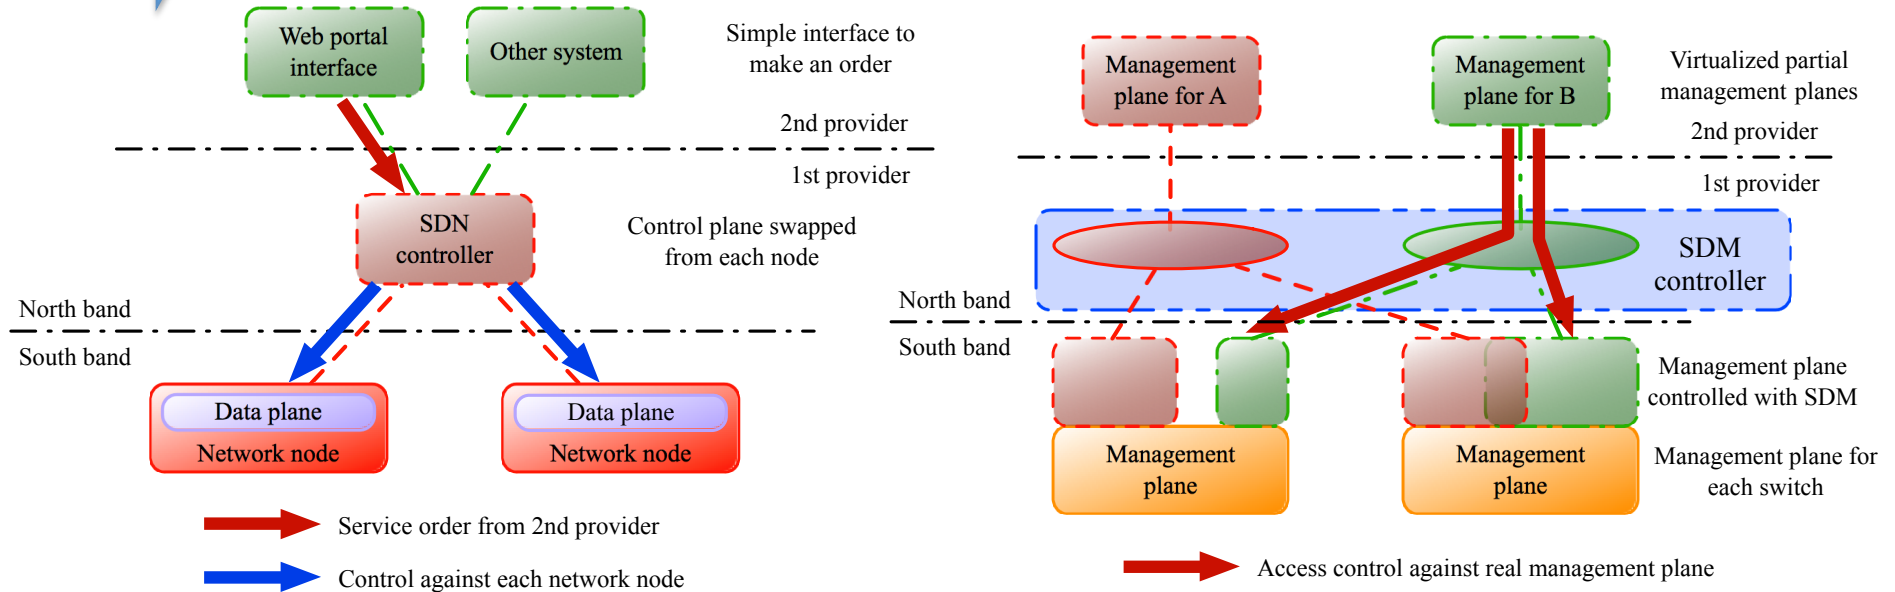 Web portal
interface
Other system
Simple interface to
make an order
2nd provider
1st provider
SDN
controller
Control plane swapped
from each node
North band
South band
Data plane
Network node
Data plane
Network node
Service order from 2nd provider
Control against each network node
Management
plane for A
Management
plane for B
Virtualized partial
management planes
2nd provider
1st provider
SDM
controller
North band
South band
Management plane
controlled with SDM
Management
plane
Management
plane
Management plane for
each switch
Access control against real management plane